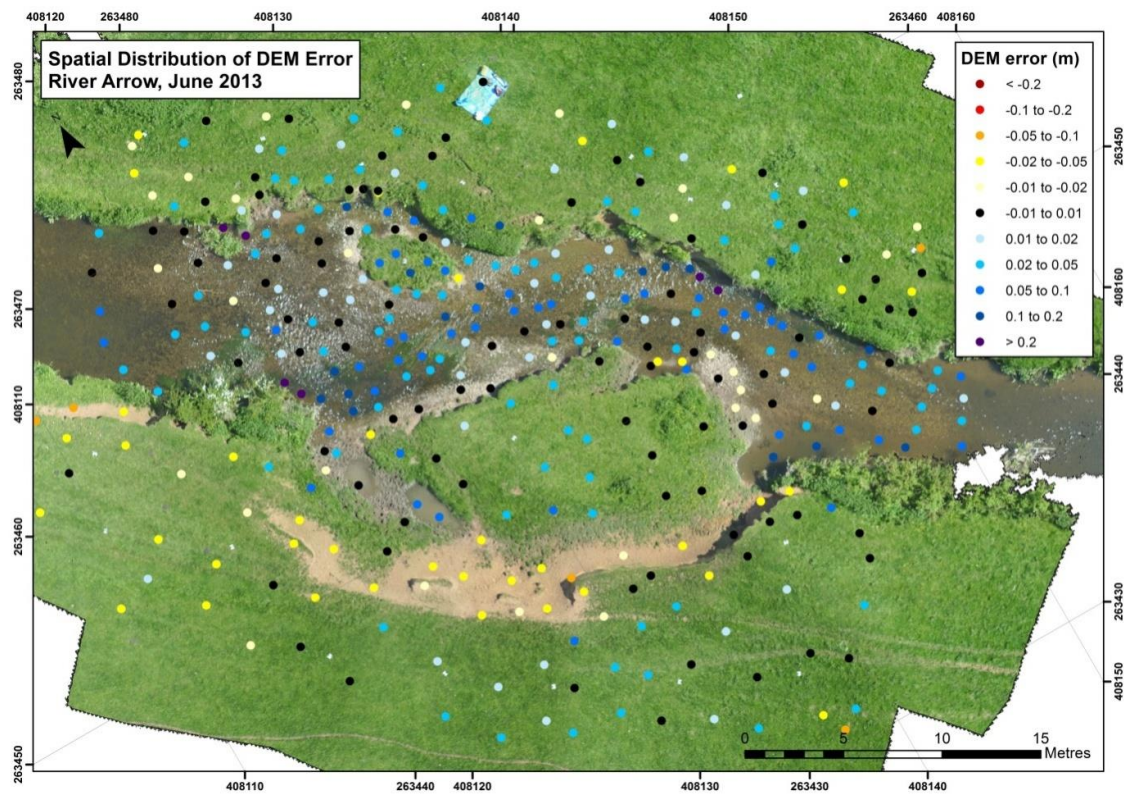 408120 263480 408130 408140 408150 263460 408160
Spatial Distribution of DEM Error
River Arrow, June 2013
N
DEM error (m)
< -0.2
-0.1 to -0.2
-0.05 to -0.1
-0.02 to -0.05
-0.01 to -0.02
-0.01 to 0.01
0.01 to 0.02
0.02 to 0.05
0.05 to 0.1
0.1 to 0.2
> 0.2
263480
263470
408110
263460
263450
263450
408160
263440
263430
408150
0 5 10 15
Metres
408110 263440 408120 408130 263430 408140